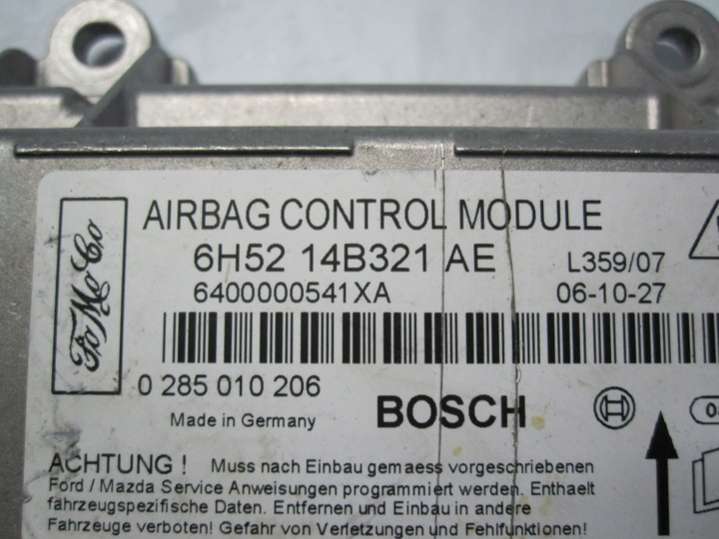 FoMoCo
AIRBAG CONTROL MODULE
6H52 14B321 AE
L359/07
6400000541XA
06-10-27
0 285 010 206
Made in Germany
BOSCH
ACHTUNG ! Muss nach Einbau gemaess vorgeschriebenen
Ford / Mazda Service Anweisungen programmiert werden. Enthaelt
fahrzeugspezifische Daten. Entfernen und Einbau in andere
Fahrzeuge verboten! Gefahr von Verletzungen und Fehlfunktionen!